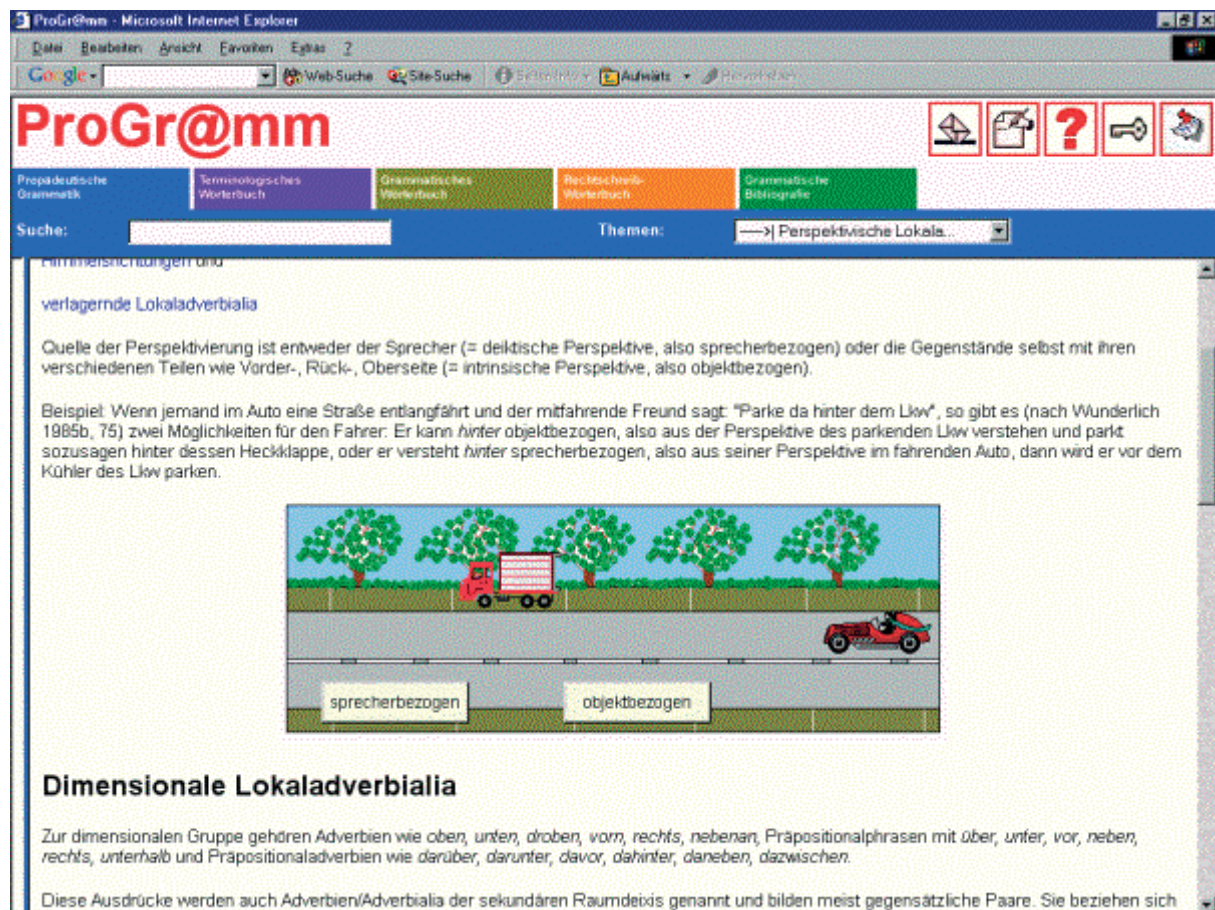 ProGr@mm - Microsoft Internet Explorer
Datei Bearbeiten Ansicht Favoriten Extras ?
Google Web-Suche Site-Suche Aufwärts
ProGr@mm
Propädeutische Grammatik
Terminologisches Wörterbuch
Grammatisches Wörterbuch
Rechtschreib-Wörterbuch
Grammatische Bibliografie
Suche: Themen: --->| Perspektivische Lokala...
Himmelsrichtungen und
verlagernde Lokaladverbialia
Quelle der Perspektivierung ist entweder der Sprecher (= deiktische Perspektive, also sprecherbezogen) oder die Gegenstände selbst mit ihren
verschiedenen Teilen wie Vorder-, Rück-, Oberseite (= intrinsische Perspektive, also objektbezogen).
Beispiel: Wenn jemand im Auto eine Straße entlangfährt und der mitfahrende Freund sagt: "Parke da hinter dem Lkw", so gibt es (nach Wunderlich
1985b, 75) zwei Möglichkeiten für den Fahrer: Er kann hinter objektbezogen, also aus der Perspektive des parkenden Lkw verstehen und parkt
sozusagen hinter dessen Heckklappe, oder er versteht hinter sprecherbezogen, also aus seiner Perspektive im fahrenden Auto, dann wird er vor dem
Kühler des Lkw parken.
sprecherbezogen
objektbezogen
Dimensionale Lokaladverbialia
Zur dimensionalen Gruppe gehören Adverbien wie oben, unten, droben, vorn, rechts, nebenan, Präpositionalphrasen mit über, unter, vor, neben,
rechts, unterhalb und Präpositionaladverbien wie darüber, darunter, davor, dahinter, daneben, dazwischen.
Diese Ausdrücke werden auch Adverbien/Adverbialia der sekundären Raumdeixis genannt und bilden meist gegensätzliche Paare. Sie beziehen sich